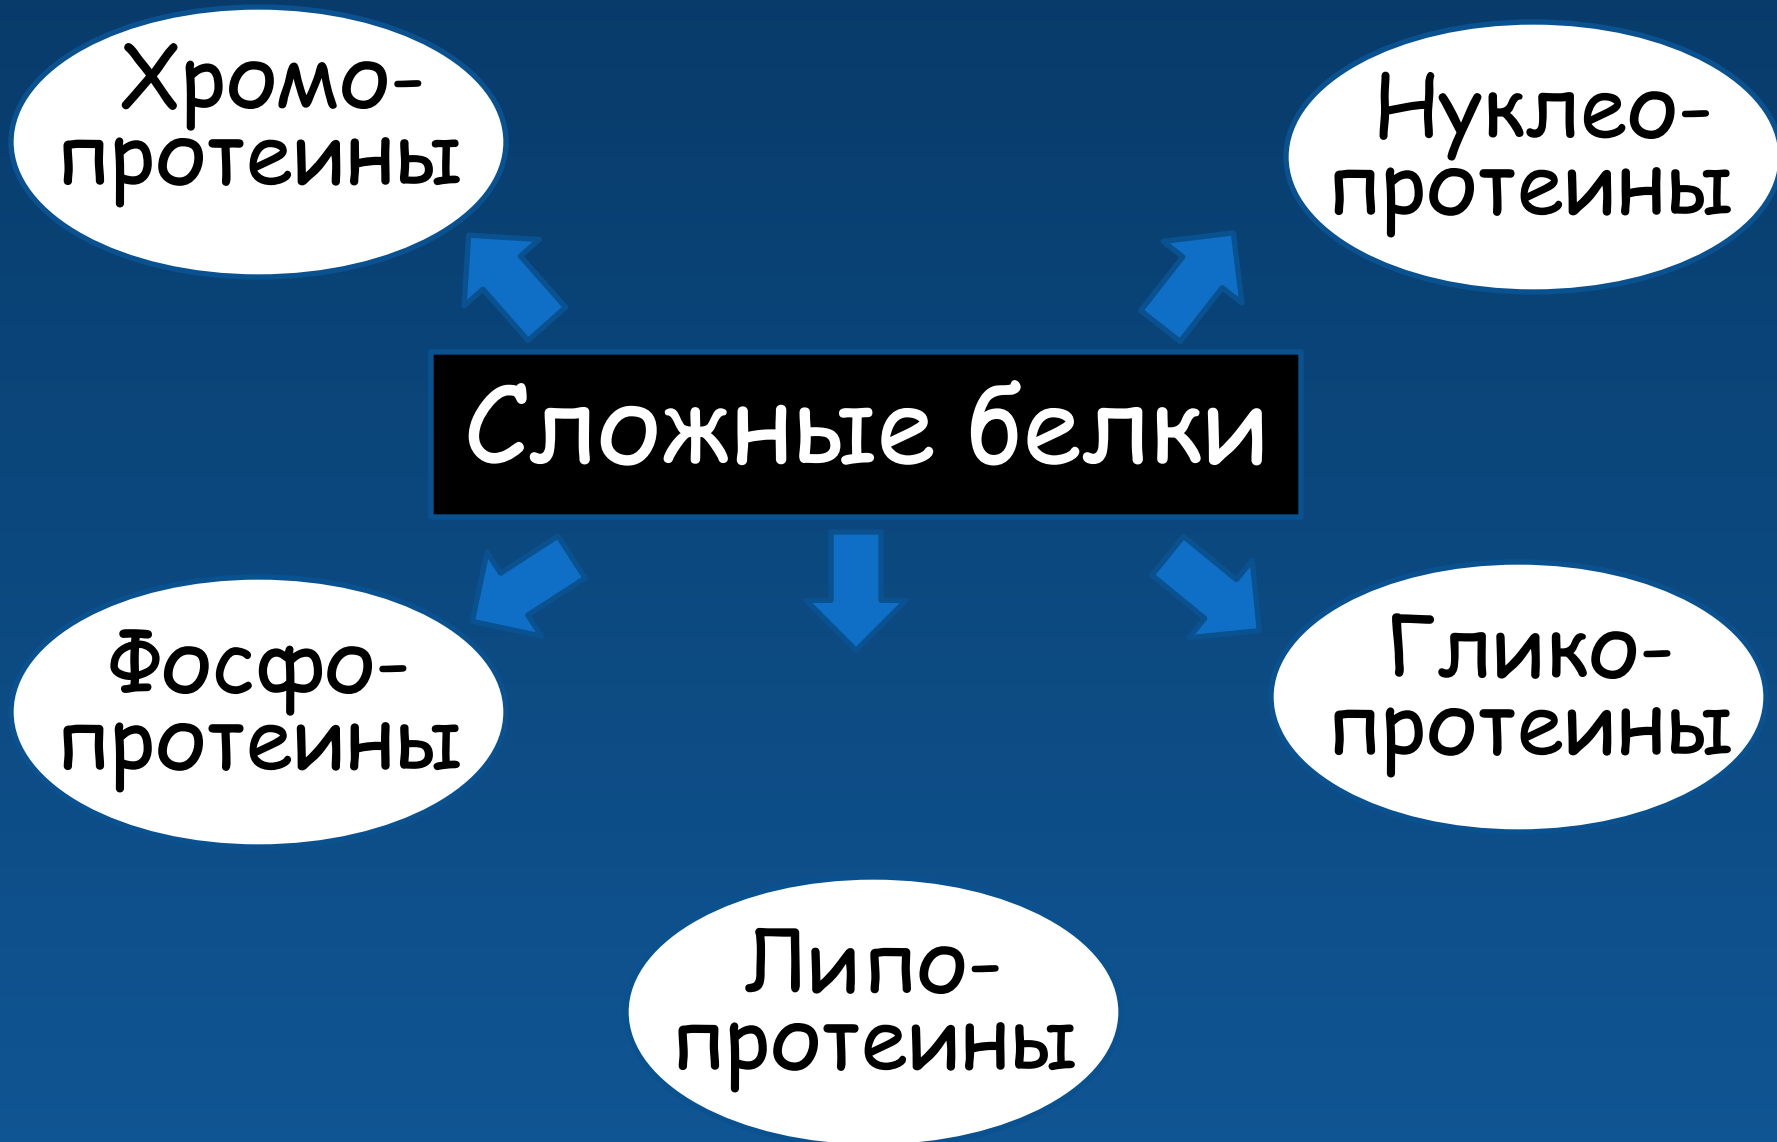 Хромо-
протеины
Нуклео-
протеины
Сложные белки
Фосфо-
протеины
Глико-
протеины
Липо-
протеины